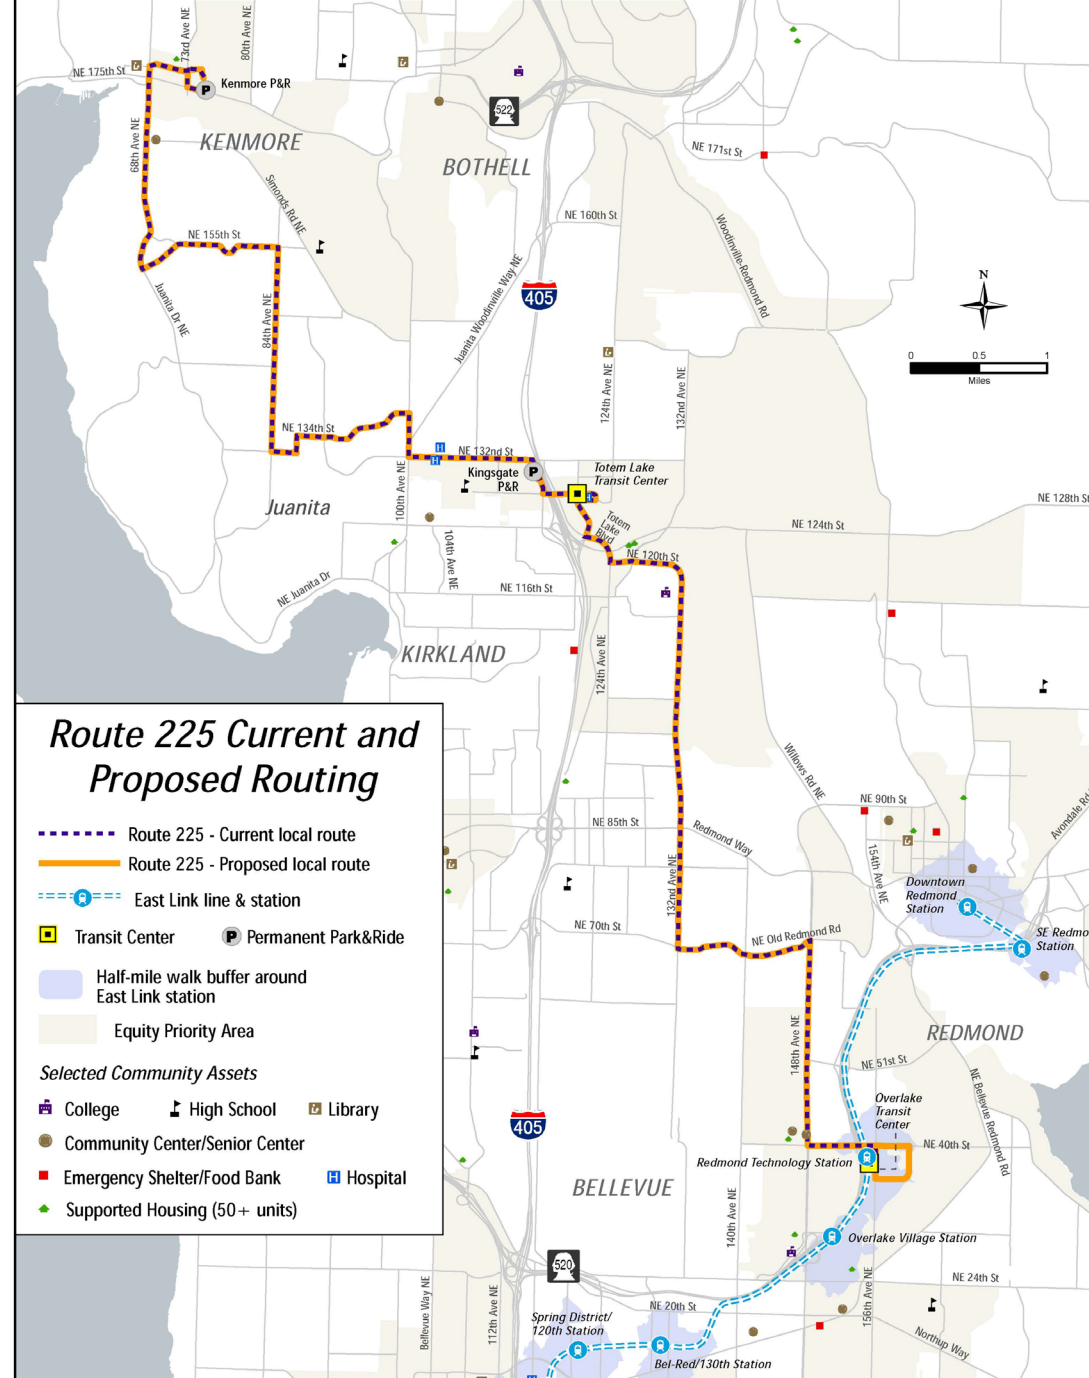 73rd Ave NE
80th Ave NE
NE 175th St
Kenmore P&R
P
522
KENMORE
BOTHELL
68th Ave NE
NE 171st St
Simonds Rd NE
NE 160th St
NE 155th St
Woodinville-Redmond Rd
Juanita Woodinville Way NE
N
405
Juanita Dr NE
84th Ave NE
0 0.5 1
Miles
124th Ave NE
132nd Ave NE
NE 134th St
H
NE 132nd St
H
Kingsgate
P&R
P
Totem Lake
Transit Center
100th Ave NE
Juanita
Totem
Lake
Blvd
NE 128th St
NE 124th St
104th Ave NE
NE 120th St
NE Juanita Dr
NE 116th St
KIRKLAND
124th Ave NE
Route 225 Current and
Proposed Routing
Route 225 - Current local route
Route 225 - Proposed local route
East Link line & station
Transit Center
P Permanent Park&Ride
Half-mile walk buffer around
East Link station
Equity Priority Area
Selected Community Assets
College
High School
Library
Community Center/Senior Center
Emergency Shelter/Food Bank
H Hospital
Supported Housing (50+ units)
Willows Rd NE
NE 90th St
Avondale Rd
NE 85th St
Redmond Way
154th Ave NE
132nd Ave NE
Downtown
Redmond
Station
NE 70th St
NE Old Redmond Rd
SE Redmo
Station
148th Ave NE
REDMOND
NE 51st St
NE Bellevue Redmond Rd
Overlake
Transit
Center
405
NE 40th St
Redmond Technology Station
BELLEVUE
140th Ave NE
Overlake Village Station
520
NE 24th St
156th Ave NE
Bellevue Way NE
112th Ave NE
NE 20th St
Spring District/
120th Station
Northup Way
Bel-Red/130th Station